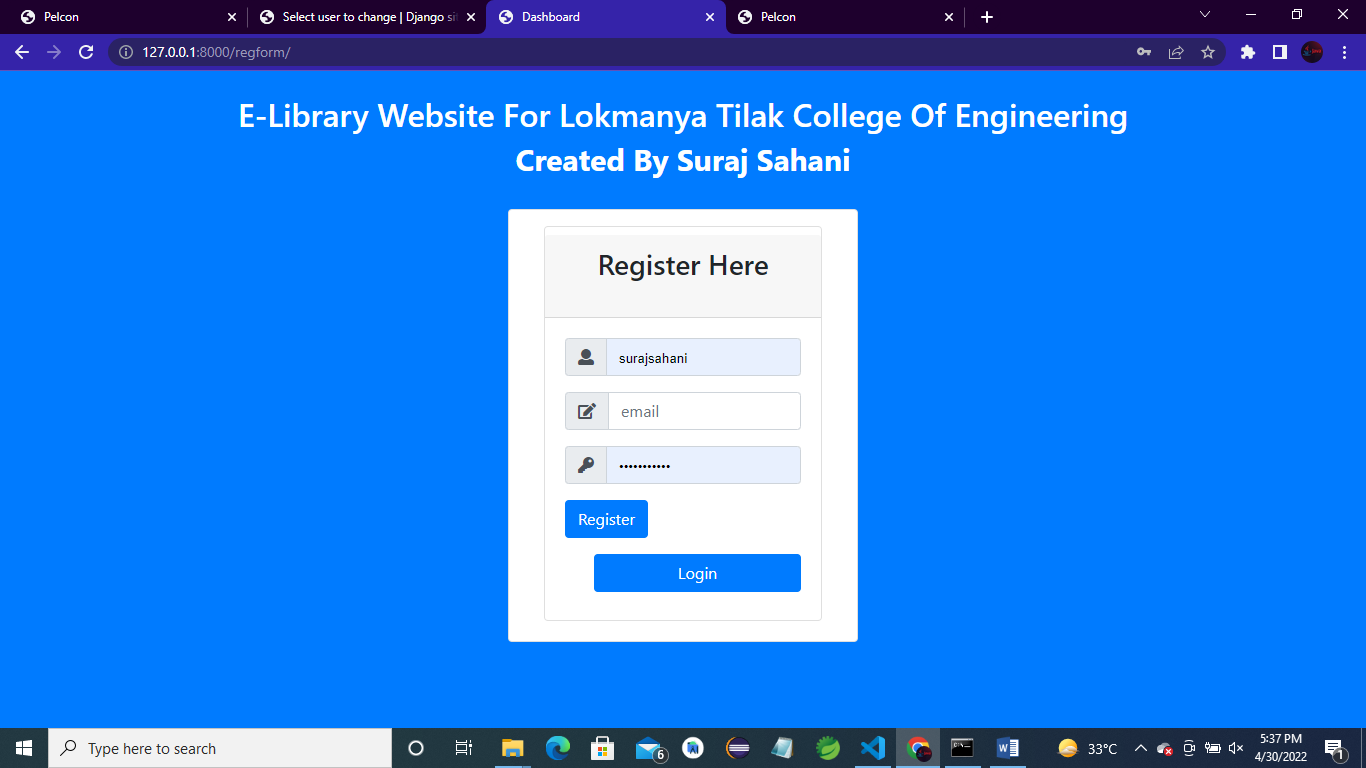 Pelcon
Select user to change | Django si
Dashboard
Pelcon
127.0.0.1:8000/regform/
E-Library Website For Lokmanya Tilak College Of Engineering
Created By Suraj Sahani
Register Here
surajsahani
email
Register
Login
Type here to search
6
33°C
5:37 PM
4/30/2022
1